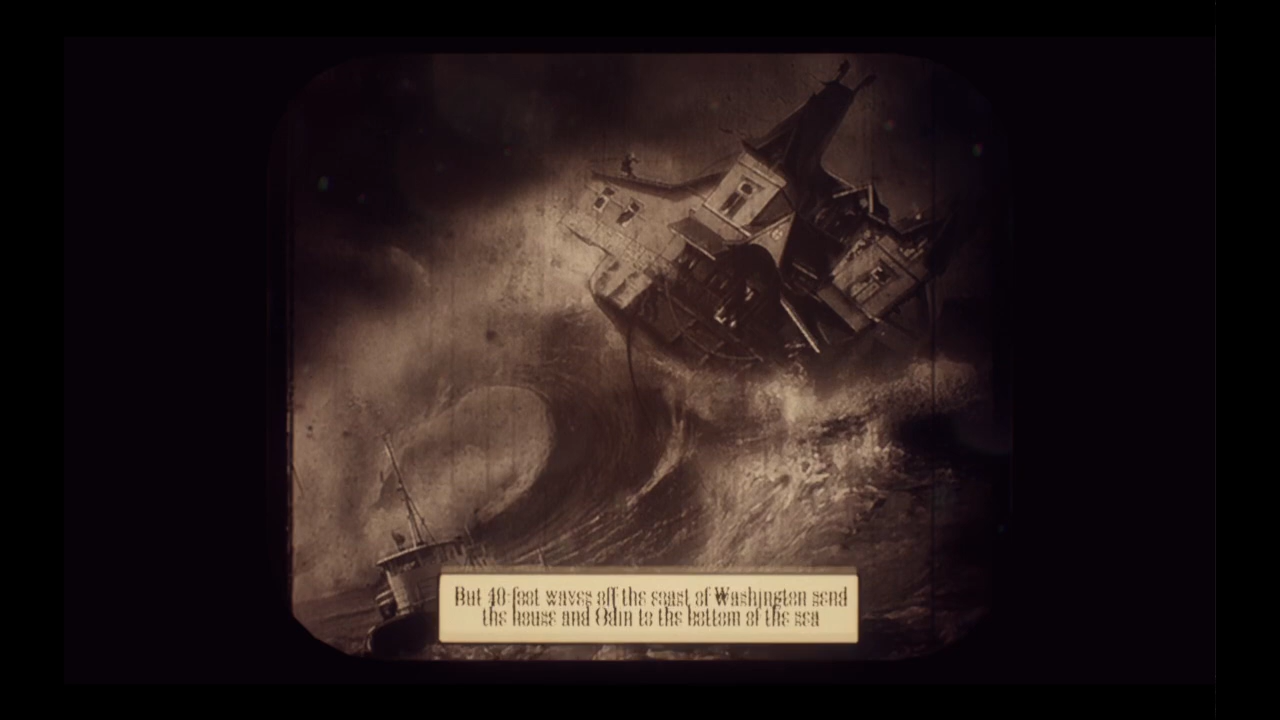 But 40-foot waves off the coast of Washington send
the house and Odin to the bottom of the sea